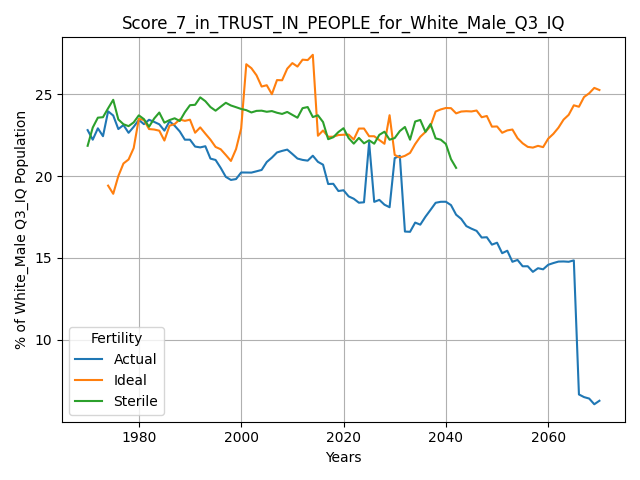 Score_7_in_TRUST_IN_PEOPLE_for_White_Male_Q3_IQ
% of White_Male Q3_IQ Population
25
20
15
10
Fertility
Actual
Ideal
Sterile
1980
2000
2020
2040
2060
Years